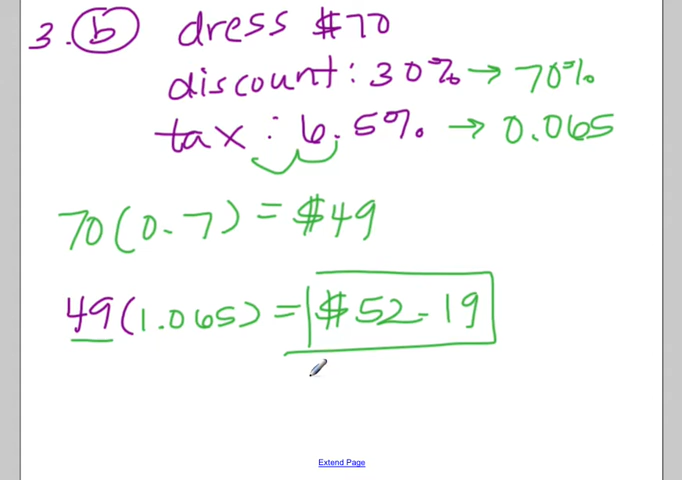 3. b dress $70
discount: 30% → 70%
tax: 6.5% → 0.065
70(0.7) = $49
49(1.065) = $52.19
Extend Page